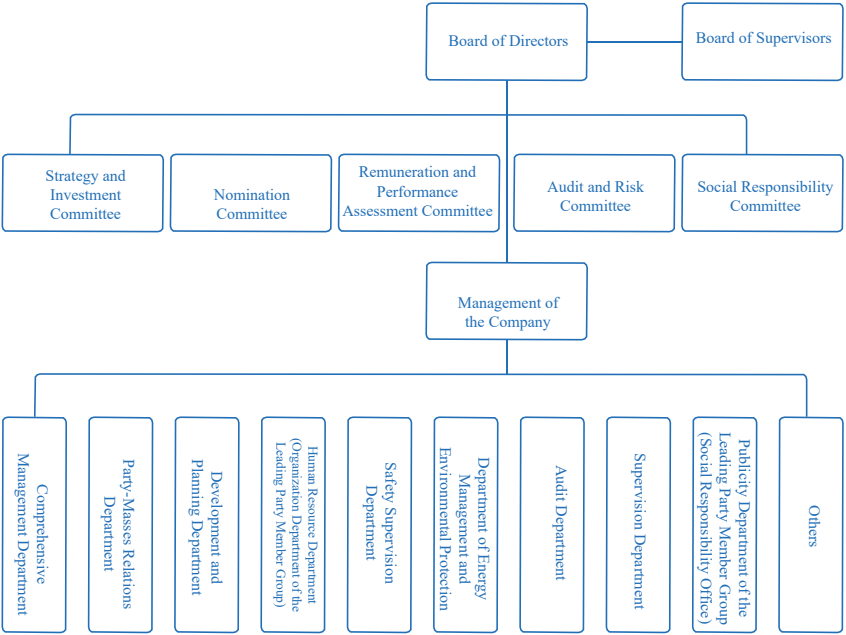 Board of Directors
Board of Supervisors
Strategy and
Investment
Committee
Nomination
Committee
Remuneration and
Performance
Assessment Committee
Audit and Risk
Committee
Social Responsibility
Committee
Management of
the Company
Comprehensive
Management Department
Party-Masses Relations
Department
Development and
Planning Department
Human Resource Department
(Organization Department of the
Leading Party Member Group)
Safety Supervision
Department
Department of Energy
Management and
Environmental Protection
Audit Department
Supervision Department
Publicity Department of the
Leading Party Member Group
(Social Responsibility Office)
Others